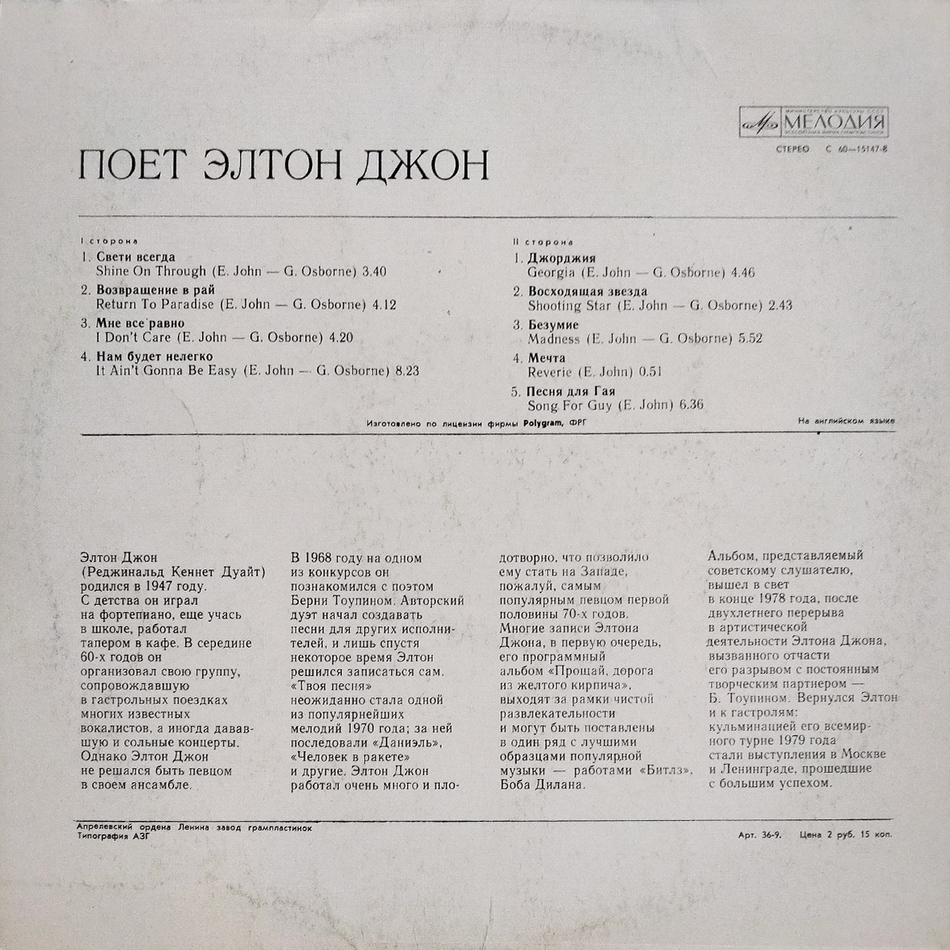 МЕЛОДИЯ
СТЕРЕО С 60—15147-8
ПОЕТ ЭЛТОН ДЖОН
I сторона
1. Свети всегда
Shine On Through (E. John — G. Osborne) 3.40
2. Возвращение в рай
Return To Paradise (E. John — G. Osborne) 4.12
3. Мне все равно
I Don't Care (E. John — G. Osborne) 4.20
4. Нам будет нелегко
It Ain't Gonna Be Easy (E. John — G. Osborne) 8.23
II сторона
1. Джорджия
Georgia (E. John — G. Osborne) 4.46
2. Восходящая звезда
Shooting Star (E. John — G. Osborne) 2.43
3. Безумие
Madness (E. John — G. Osborne) 5.52
4. Мечта
Reverie (E. John) 0.51
5. Песня для Гая
Song For Guy (E. John) 6.36
Изготовлено по лицензии фирмы Polygram, ФРГ
На английском языке
Элтон Джон
(Реджинальд Кеннет Дуайт)
родился в 1947 году.
С детства он играл
на фортепиано, еще учась
в школе, работал
тапером в кафе. В середине
60-х годов он
организовал свою группу,
сопровождавшую
в гастрольных поездках
многих известных
вокалистов, а иногда давав-
шую и сольные концерты.
Однако Элтон Джон
не решался быть певцом
в своем ансамбле.
В 1968 году на одном
из конкурсов он
познакомился с поэтом
Берни Тоупином. Авторский
дуэт начал создавать
песни для других исполни-
телей, и лишь спустя
некоторое время Элтон
решился записаться сам.
«Твоя песня»
неожиданно стала одной
из популярнейших
мелодий 1970 года; за ней
последовали «Даниэль»,
«Человек в ракете»
и другие. Элтон Джон
работал очень много и пло-
дотворно, что позволило
ему стать на Западе,
пожалуй, самым
популярным певцом первой
половины 70-х годов.
Многие записи Элтона
Джона, в первую очередь,
его программный
альбом «Прощай, дорога
из желтого кирпича»,
выходят за рамки чистой
развлекательности
и могут быть поставлены
в один ряд с лучшими
образцами популярной
музыки — работами «Битлз»,
Боба Дилана.
Альбом, представляемый
советскому слушателю,
вышел в свет
в конце 1978 года, после
двухлетнего перерыва
в артистической
деятельности Элтона Джона,
вызванного отчасти
его разрывом с постоянным
творческим партнером —
Б. Тоупином. Вернулся Элтон
и к гастролям:
кульминацией его всемир-
ного турне 1979 года
стали выступления в Москве
и Ленинграде, прошедшие
с большим успехом.
Апрелевский ордена Ленина завод грампластинок
Типография АЗГ
Арт. 36-9. Цена 2 руб. 15 коп.